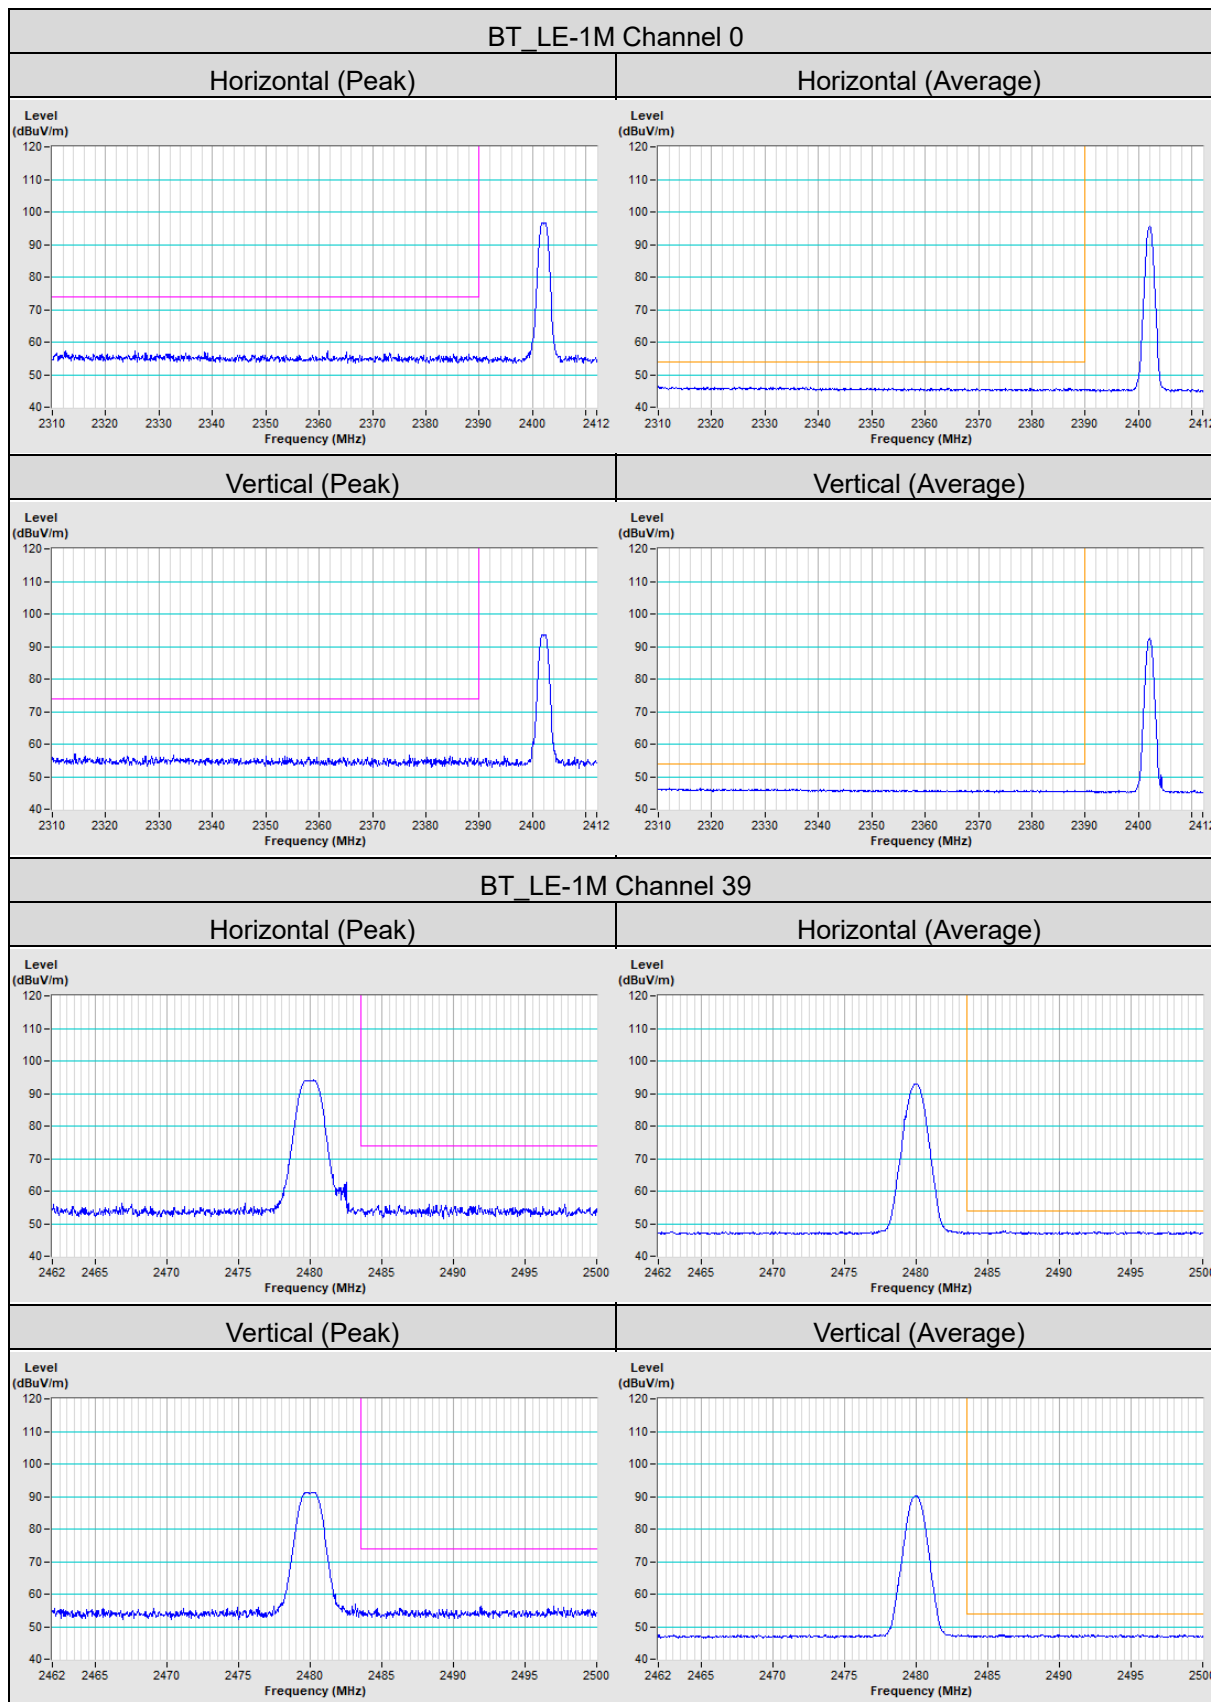 BT_LE-1M Channel 0
Horizontal (Peak) Horizontal (Average)
Level
(dBuV/m)
120
110
100
90
80
70
60
50
40
2310 2320 2330 2340 2350 2360 2370 2380 2390 2400 2412
Frequency (MHz)
Level
(dBuV/m)
120
110
100
90
80
70
60
50
40
2310 2320 2330 2340 2350 2360 2370 2380 2390 2400 2412
Frequency (MHz)
Vertical (Peak) Vertical (Average)
Level
(dBuV/m)
120
110
100
90
80
70
60
50
40
2310 2320 2330 2340 2350 2360 2370 2380 2390 2400 2412
Frequency (MHz)
Level
(dBuV/m)
120
110
100
90
80
70
60
50
40
2310 2320 2330 2340 2350 2360 2370 2380 2390 2400 2412
Frequency (MHz)
BT_LE-1M Channel 39
Horizontal (Peak) Horizontal (Average)
Level
(dBuV/m)
120
110
100
90
80
70
60
50
40
2462 2465 2470 2475 2480 2485 2490 2495 2500
Frequency (MHz)
Level
(dBuV/m)
120
110
100
90
80
70
60
50
40
2462 2465 2470 2475 2480 2485 2490 2495 2500
Frequency (MHz)
Vertical (Peak) Vertical (Average)
Level
(dBuV/m)
120
110
100
90
80
70
60
50
40
2462 2465 2470 2475 2480 2485 2490 2495 2500
Frequency (MHz)
Level
(dBuV/m)
120
110
100
90
80
70
60
50
40
2462 2465 2470 2475 2480 2485 2490 2495 2500
Frequency (MHz)